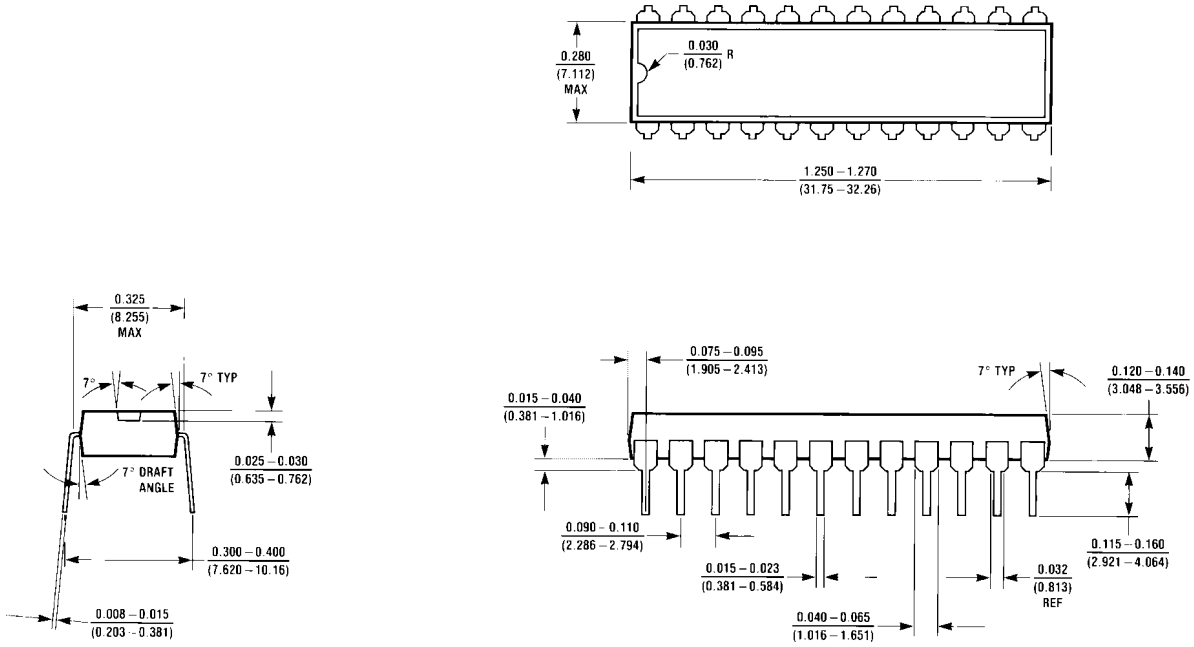 0.280
(7.112)
MAX
0.030
(0.762)
R
1.250 – 1.270
(31.75 – 32.26)
0.325
(8.255)
MAX
7°
7° TYP
0.025 – 0.030
(0.635 – 0.762)
7° DRAFT
ANGLE
0.300 – 0.400
(7.620 – 10.16)
0.008 – 0.015
(0.203 – 0.381)
0.075 – 0.095
(1.905 – 2.413)
7° TYP
0.120 – 0.140
(3.048 – 3.556)
0.015 – 0.040
(0.381 – 1.016)
0.090 – 0.110
(2.286 – 2.794)
0.115 – 0.160
(2.921 – 4.064)
0.015 – 0.023
(0.381 – 0.584)
0.032
(0.813)
REF
0.040 – 0.065
(1.016 – 1.651)